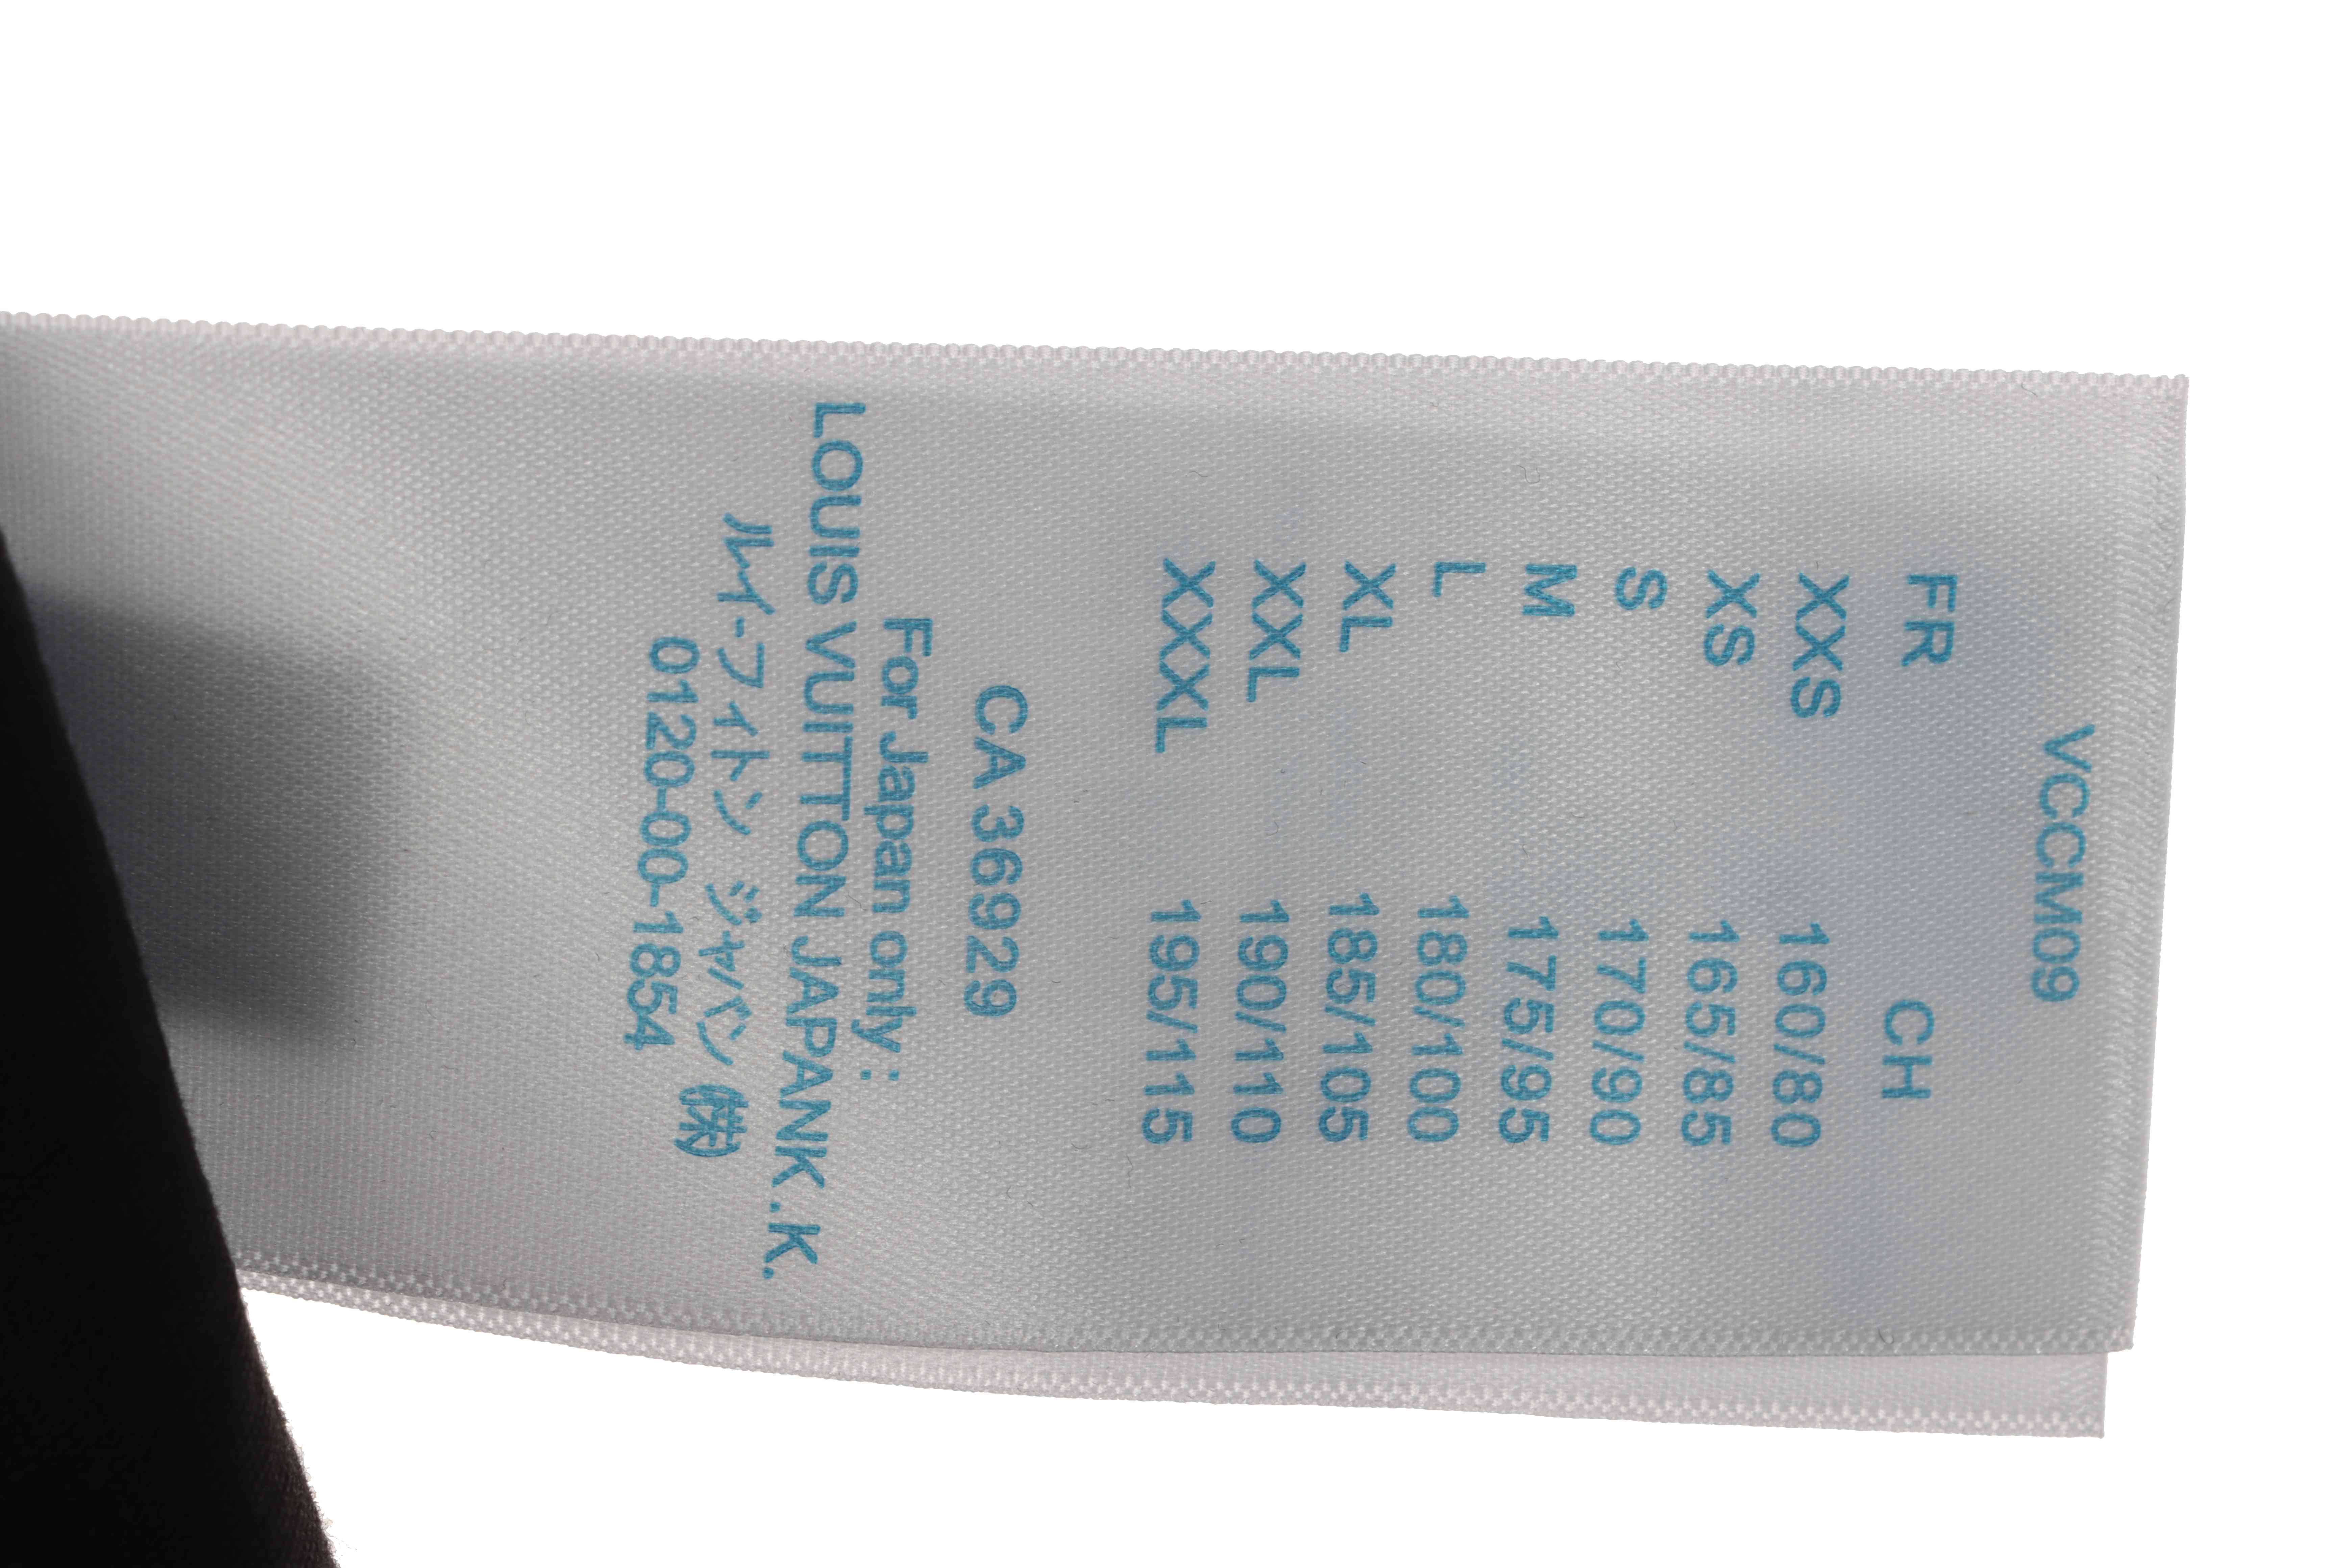 VCCM09
FR CH
XXS 160/80
XS 165/85
S 170/90
M 175/95
L 180/100
XL 185/105
XXL 190/110
XXXL 195/115
CA 36929
For Japan only :
LOUIS VUITTON JAPAN K.K.
ルイ・フィトン ジャパン ㈱
0120-00-1854